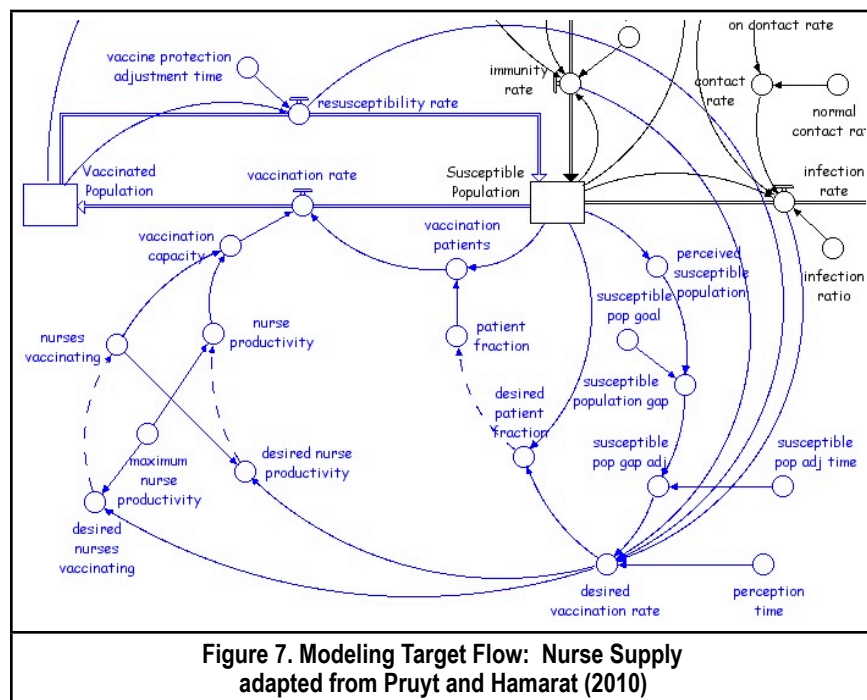 on contact rate
vaccine protection
adjustment time
immunity
rate
contact
rate
resusceptibility rate
normal
contact rat
Vaccinated
Population
vaccination rate
Susceptible
Population
infection
rate
vaccination
capacity
vaccination
patients
perceived
susceptible
population
infection
ratio
susceptible
pop goal
nurses
vaccinating
nurse
productivity
patient
fraction
susceptible
population gap
desired
patient
fraction
susceptible
pop gap adj
susceptible
pop adj time
maximum
nurse
productivity
desired nurse
productivity
desired
nurses
vaccinating
desired
vaccination rate
perception
time
Figure 7. Modeling Target Flow: Nurse Supply
adapted from Pruyt and Hamarat (2010)